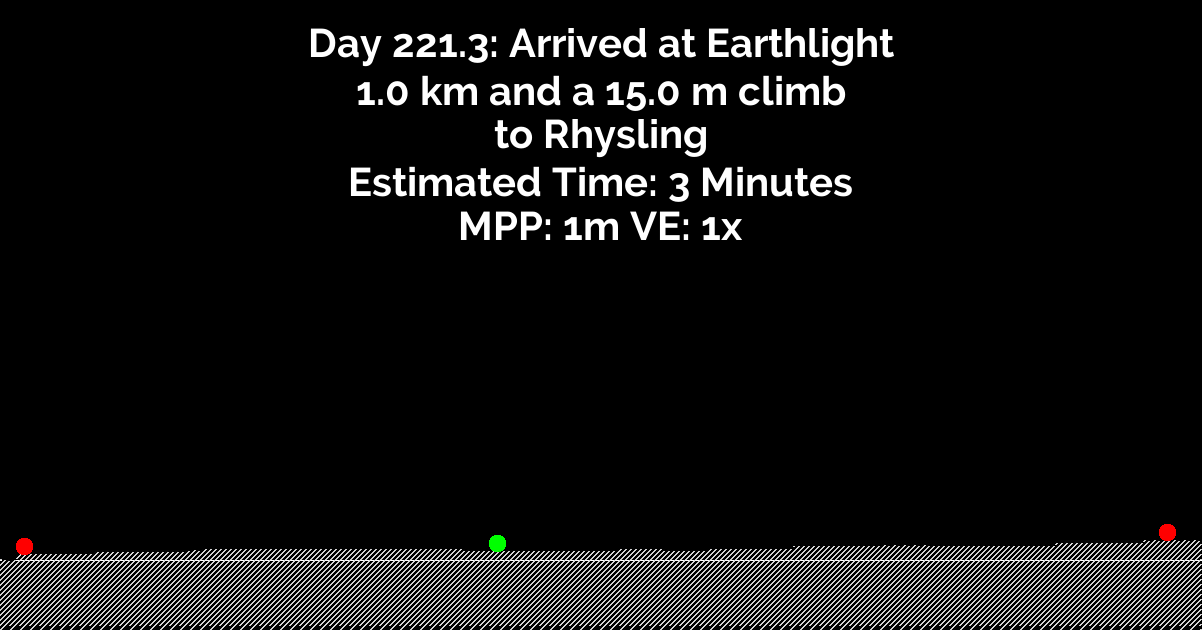 Day 221.3: Arrived at Earthlight
1.0 km and a 15.0 m climb
to Rhysling
Estimated Time: 3 Minutes
MPP: 1m VE: 1x